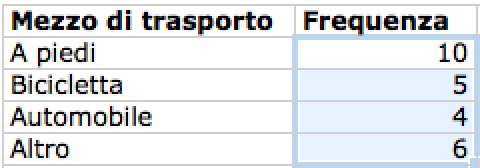 Mezzo di trasporto Frequenza
A piedi 10
Bicicletta 5
Automobile 4
Altro 6